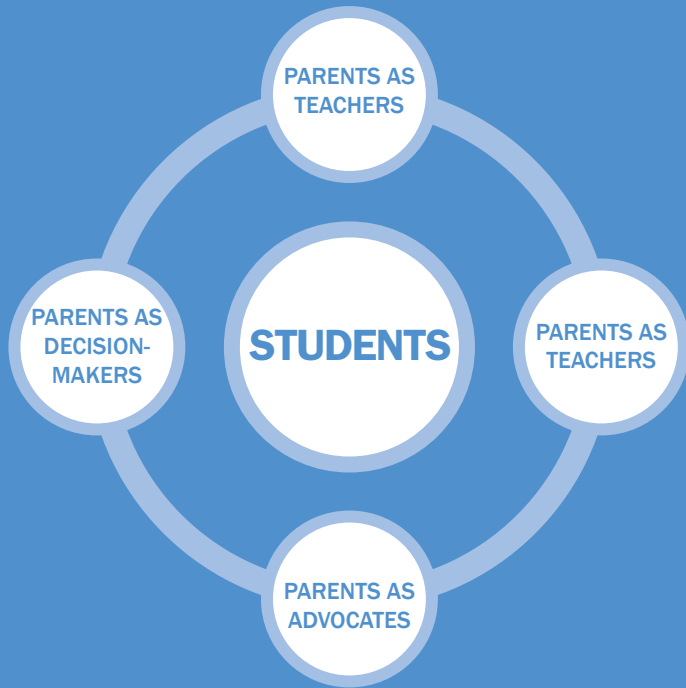 PARENTS AS
TEACHERS
PARENTS AS
DECISION-
MAKERS
STUDENTS
PARENTS AS
TEACHERS
PARENTS AS
ADVOCATES